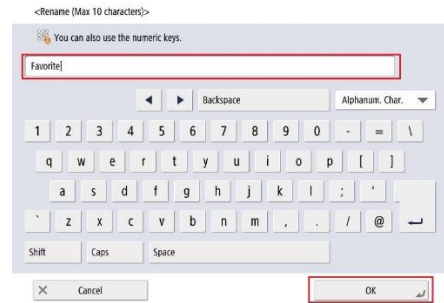 <Rename (Max 10 characters)>
You can also use the numeric keys.
Favorite
◀ ▶ Backspace Alphanum. Char. ▼
1 2 3 4 5 6 7 8 9 0 - = \
q w e r t y u i o p [ ]
a s d f g h j k l ; '
` z x c v b n m , . / @
Shift Caps Space
× Cancel OK